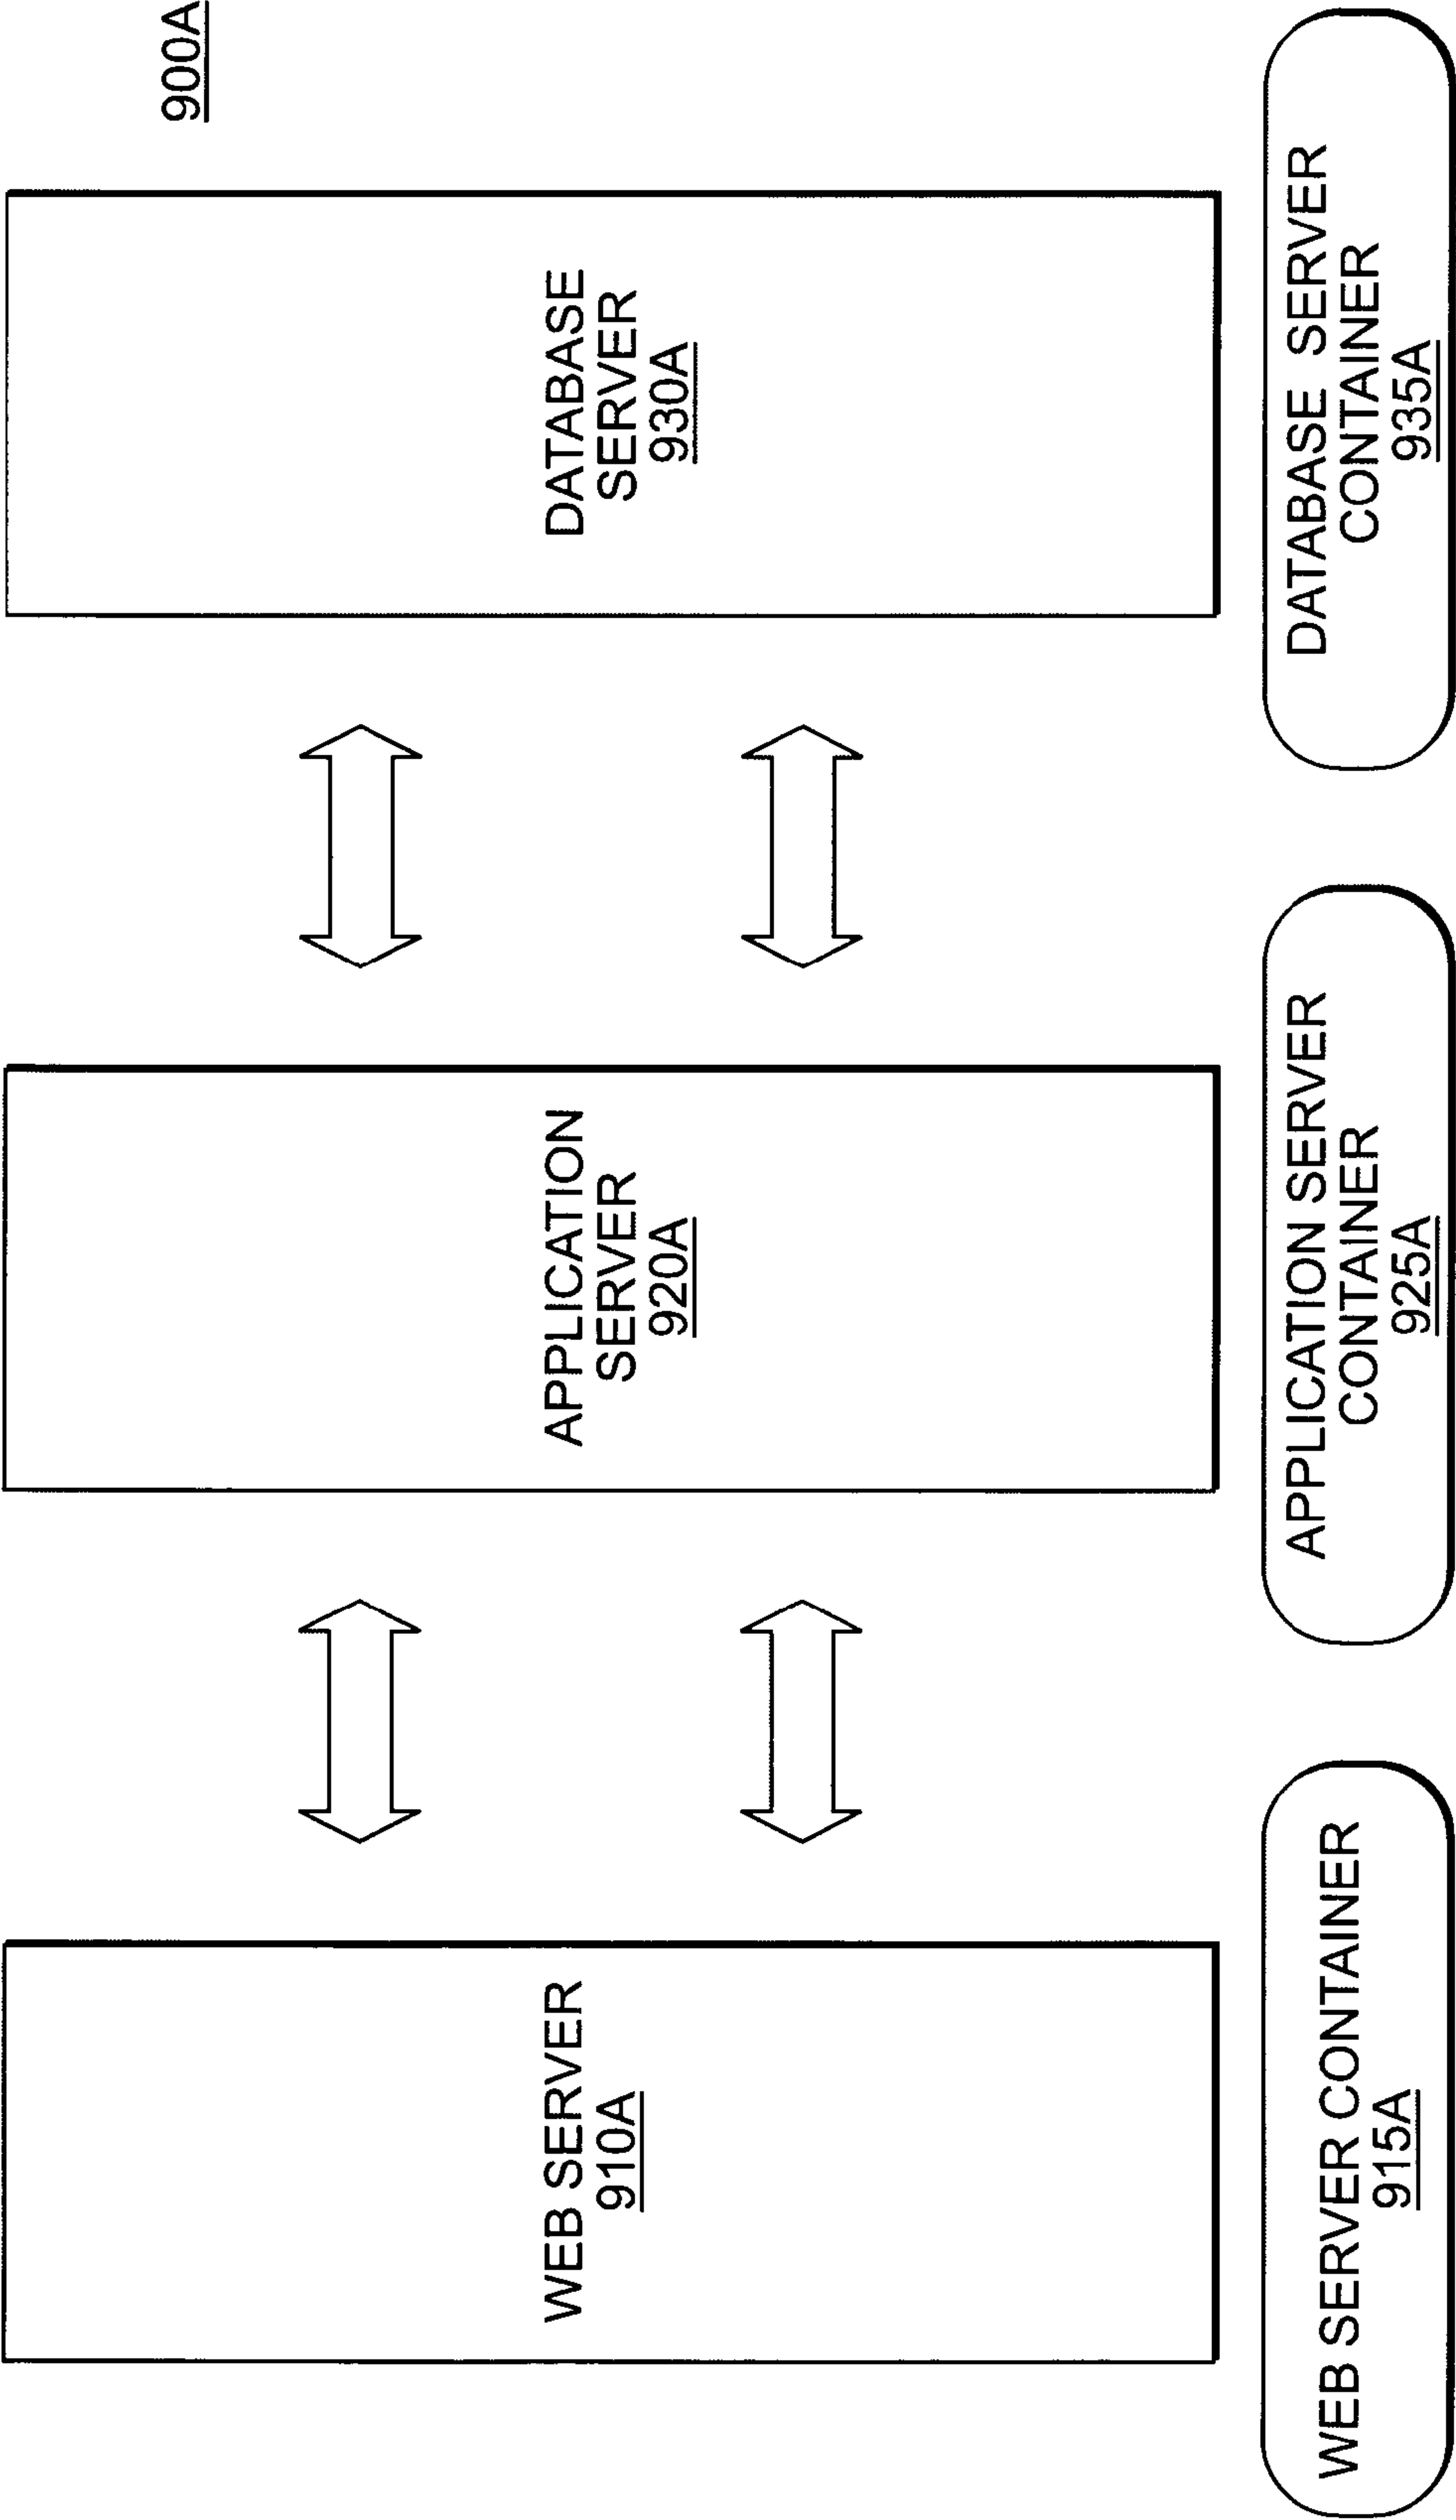 900A
WEB SERVER
910A
APPLICATION
SERVER
920A
DATABASE
SERVER
930A
WEB SERVER CONTAINER
915A
APPLICATION SERVER
CONTAINER
925A
DATABASE SERVER
CONTAINER
935A